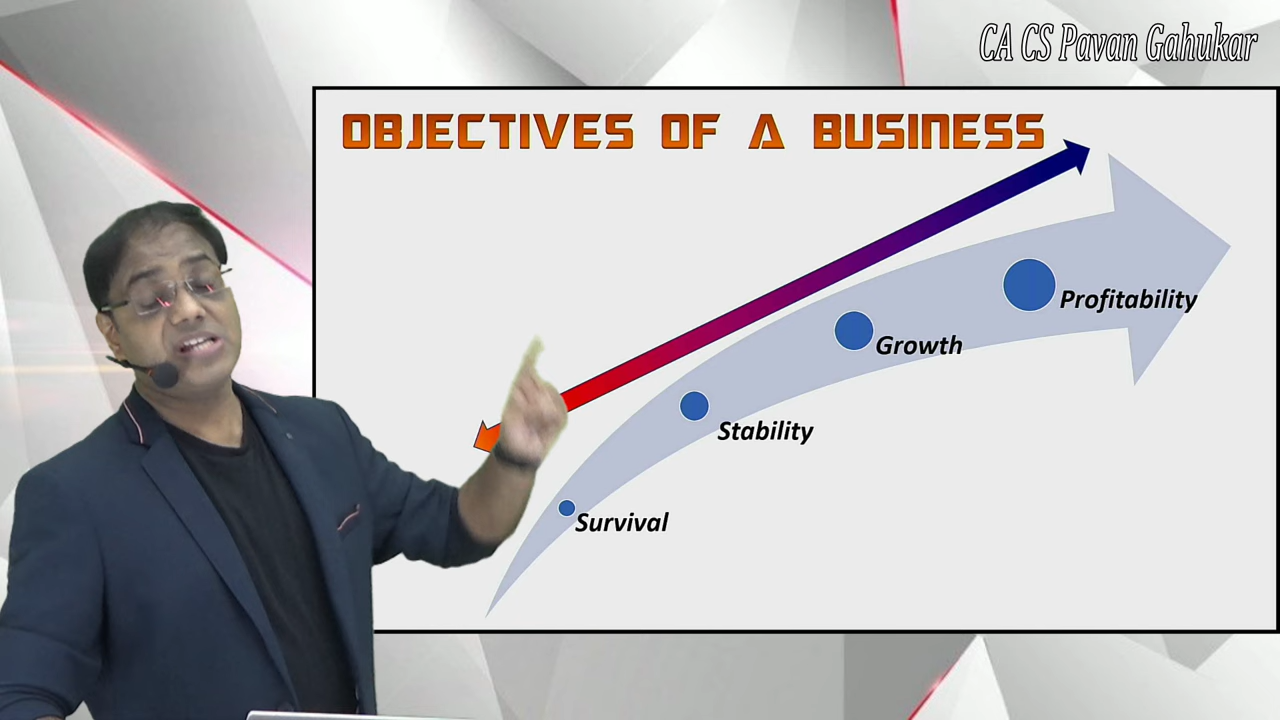 CA CS Pavan Gahukar
OBJECTIVES OF A BUSINESS
Profitability
Growth
Stability
Survival